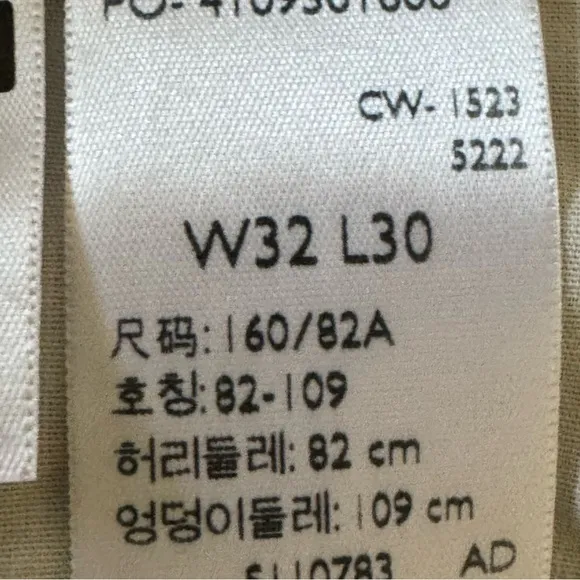 CW- 1523
5222
W32 L30
尺码: 160/82A
호칭: 82-109
허리둘레: 82 cm
엉덩이둘레: 109 cm
AD